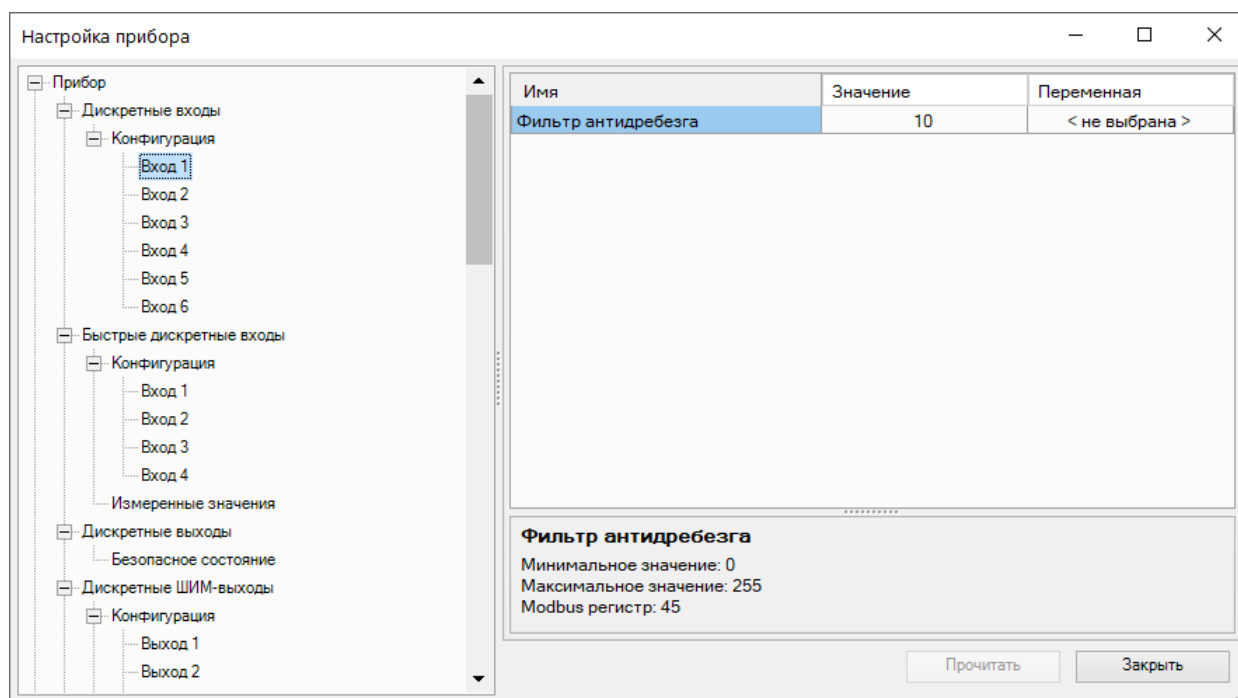 Настройка прибора
Прибор
Дискретные входы
Конфигурация
Вход 1
Вход 2
Вход 3
Вход 4
Вход 5
Вход 6
Быстрые дискретные входы
Конфигурация
Вход 1
Вход 2
Вход 3
Вход 4
Измеренные значения
Дискретные выходы
Безопасное состояние
Дискретные ШИМ-выходы
Конфигурация
Выход 1
Выход 2
Имя Значение Переменная
Фильтр антидребезга 10 < не выбрана >
Фильтр антидребезга
Минимальное значение: 0
Максимальное значение: 255
Modbus регистр: 45
Прочитать Закрыть